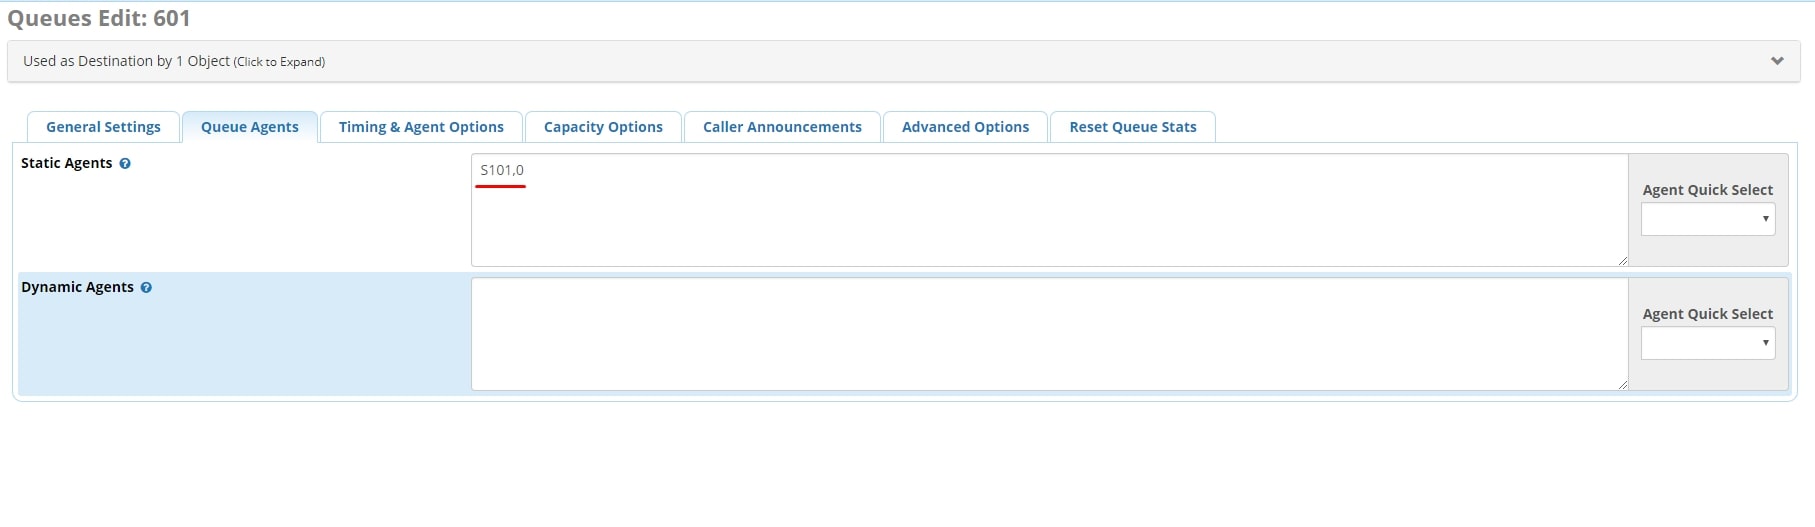 Queues Edit: 601
Used as Destination by 1 Object (Click to Expand)
General Settings Queue Agents Timing & Agent Options Capacity Options Caller Announcements Advanced Options Reset Queue Stats
Static Agents
S101,0
Agent Quick Select
Dynamic Agents
Agent Quick Select